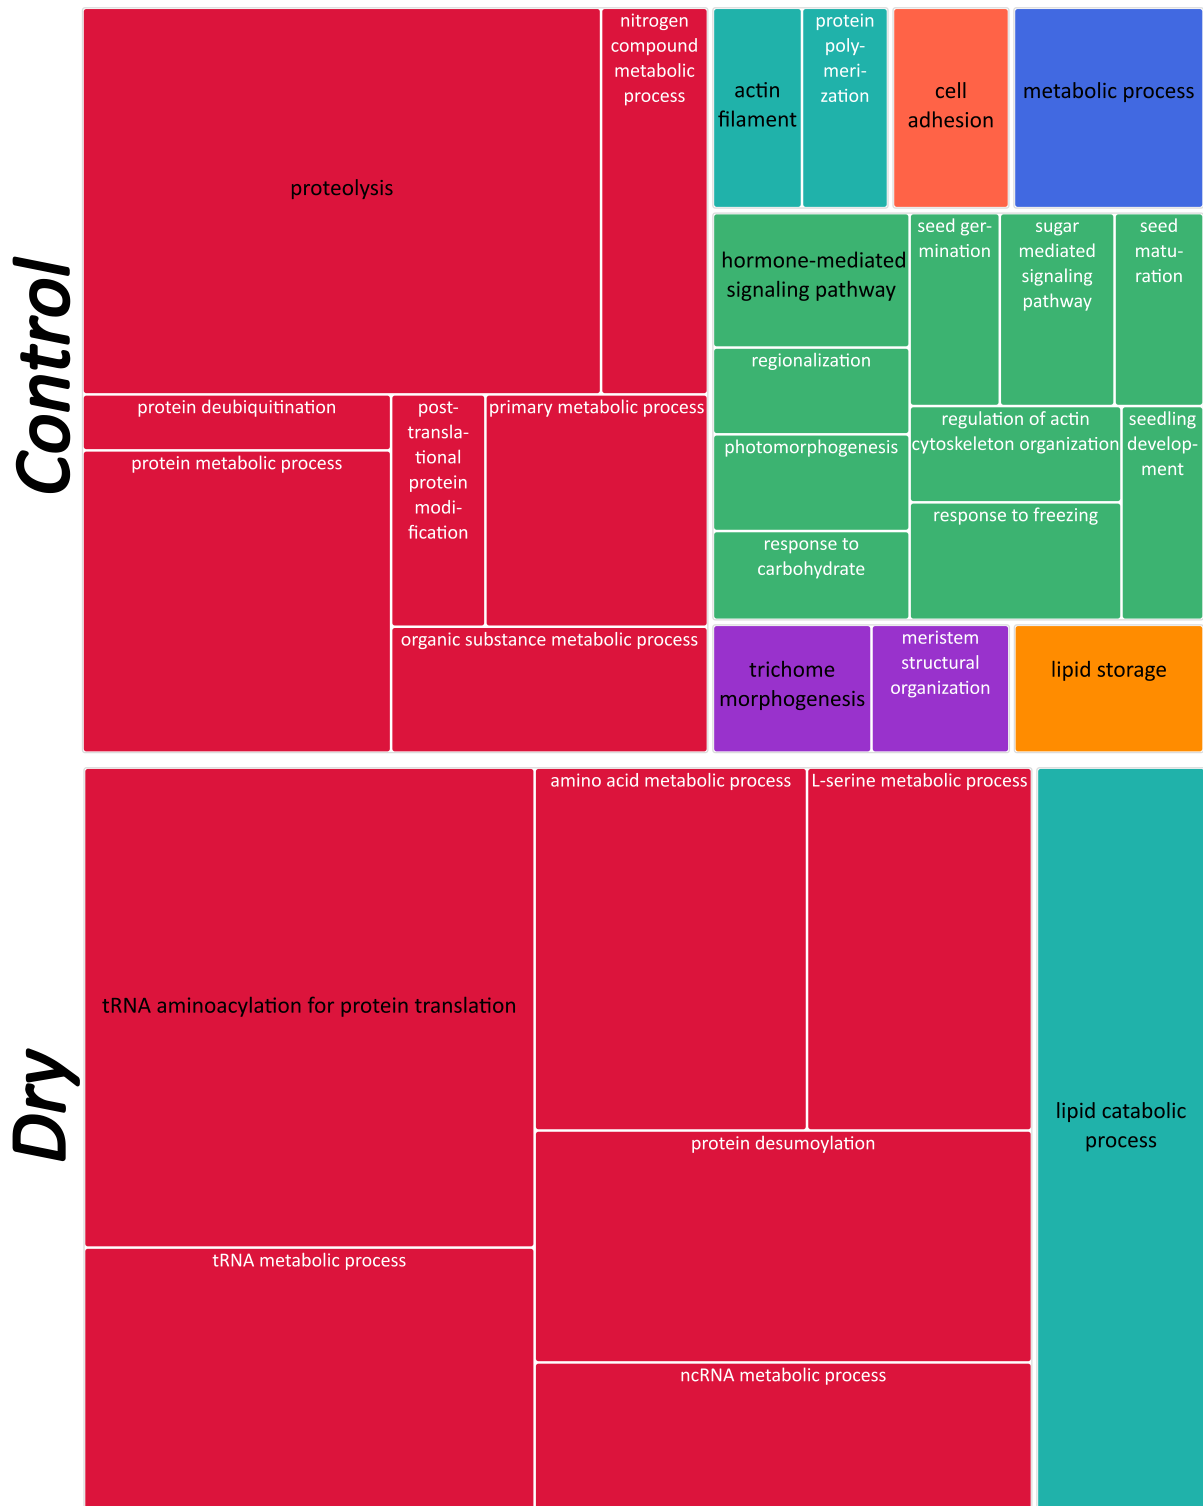 Control
proteolysis
nitrogen
compound
metabolic
process
protein deubiquitination
protein metabolic process
post-
transla-
tional
protein
modi-
fication
primary metabolic process
organic substance metabolic process
actin
filament
protein
poly-
meri-
zation
cell
adhesion
metabolic process
hormone-mediated
signaling pathway
regionalization
photomorphogenesis
response to
carbohydrate
seed ger-
mination
sugar
mediated
signaling
pathway
seed
matu-
ration
regulation of actin
cytoskeleton organization
response to freezing
seedling
develop-
ment
trichome
morphogenesis
meristem
structural
organization
lipid storage
Dry
tRNA aminoacylation for protein translation
tRNA metabolic process
amino acid metabolic process
L-serine metabolic process
protein desumoylation
ncRNA metabolic process
lipid catabolic
process